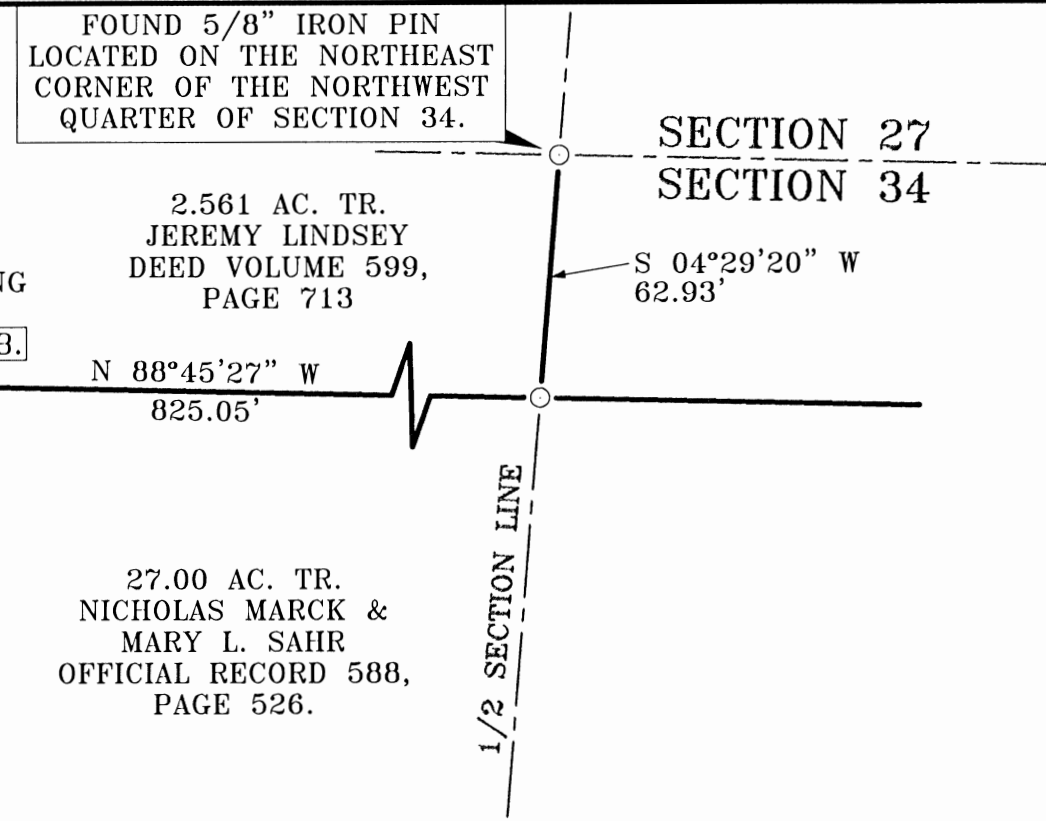 FOUND 5/8" IRON PIN
LOCATED ON THE NORTHEAST
CORNER OF THE NORTHWEST
QUARTER OF SECTION 34.
SECTION 27
SECTION 34
2.561 AC. TR.
JEREMY LINDSEY
DEED VOLUME 599,
PAGE 713
S 04°29'20" W
62.93'
NG
3.
N 88°45'27" W
825.05'
1/2 SECTION LINE
27.00 AC. TR.
NICHOLAS MARCK &
MARY L. SAHR
OFFICIAL RECORD 588,
PAGE 526.